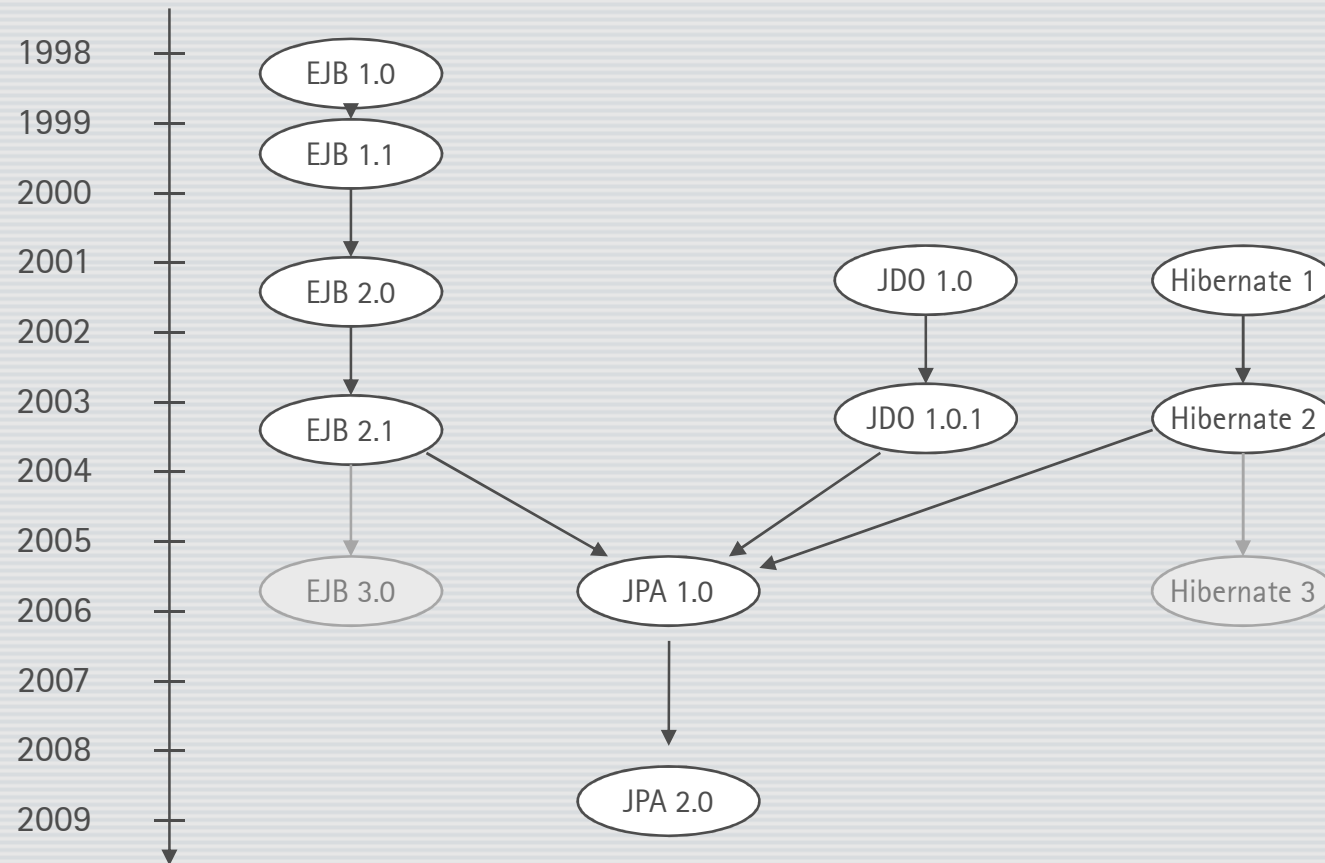 1998
EJB 1.0
1999
EJB 1.1
2000
2001
EJB 2.0
JDO 1.0
Hibernate 1
2002
2003
EJB 2.1
JDO 1.0.1
Hibernate 2
2004
2005
EJB 3.0
JPA 1.0
Hibernate 3
2006
2007
2008
JPA 2.0
2009